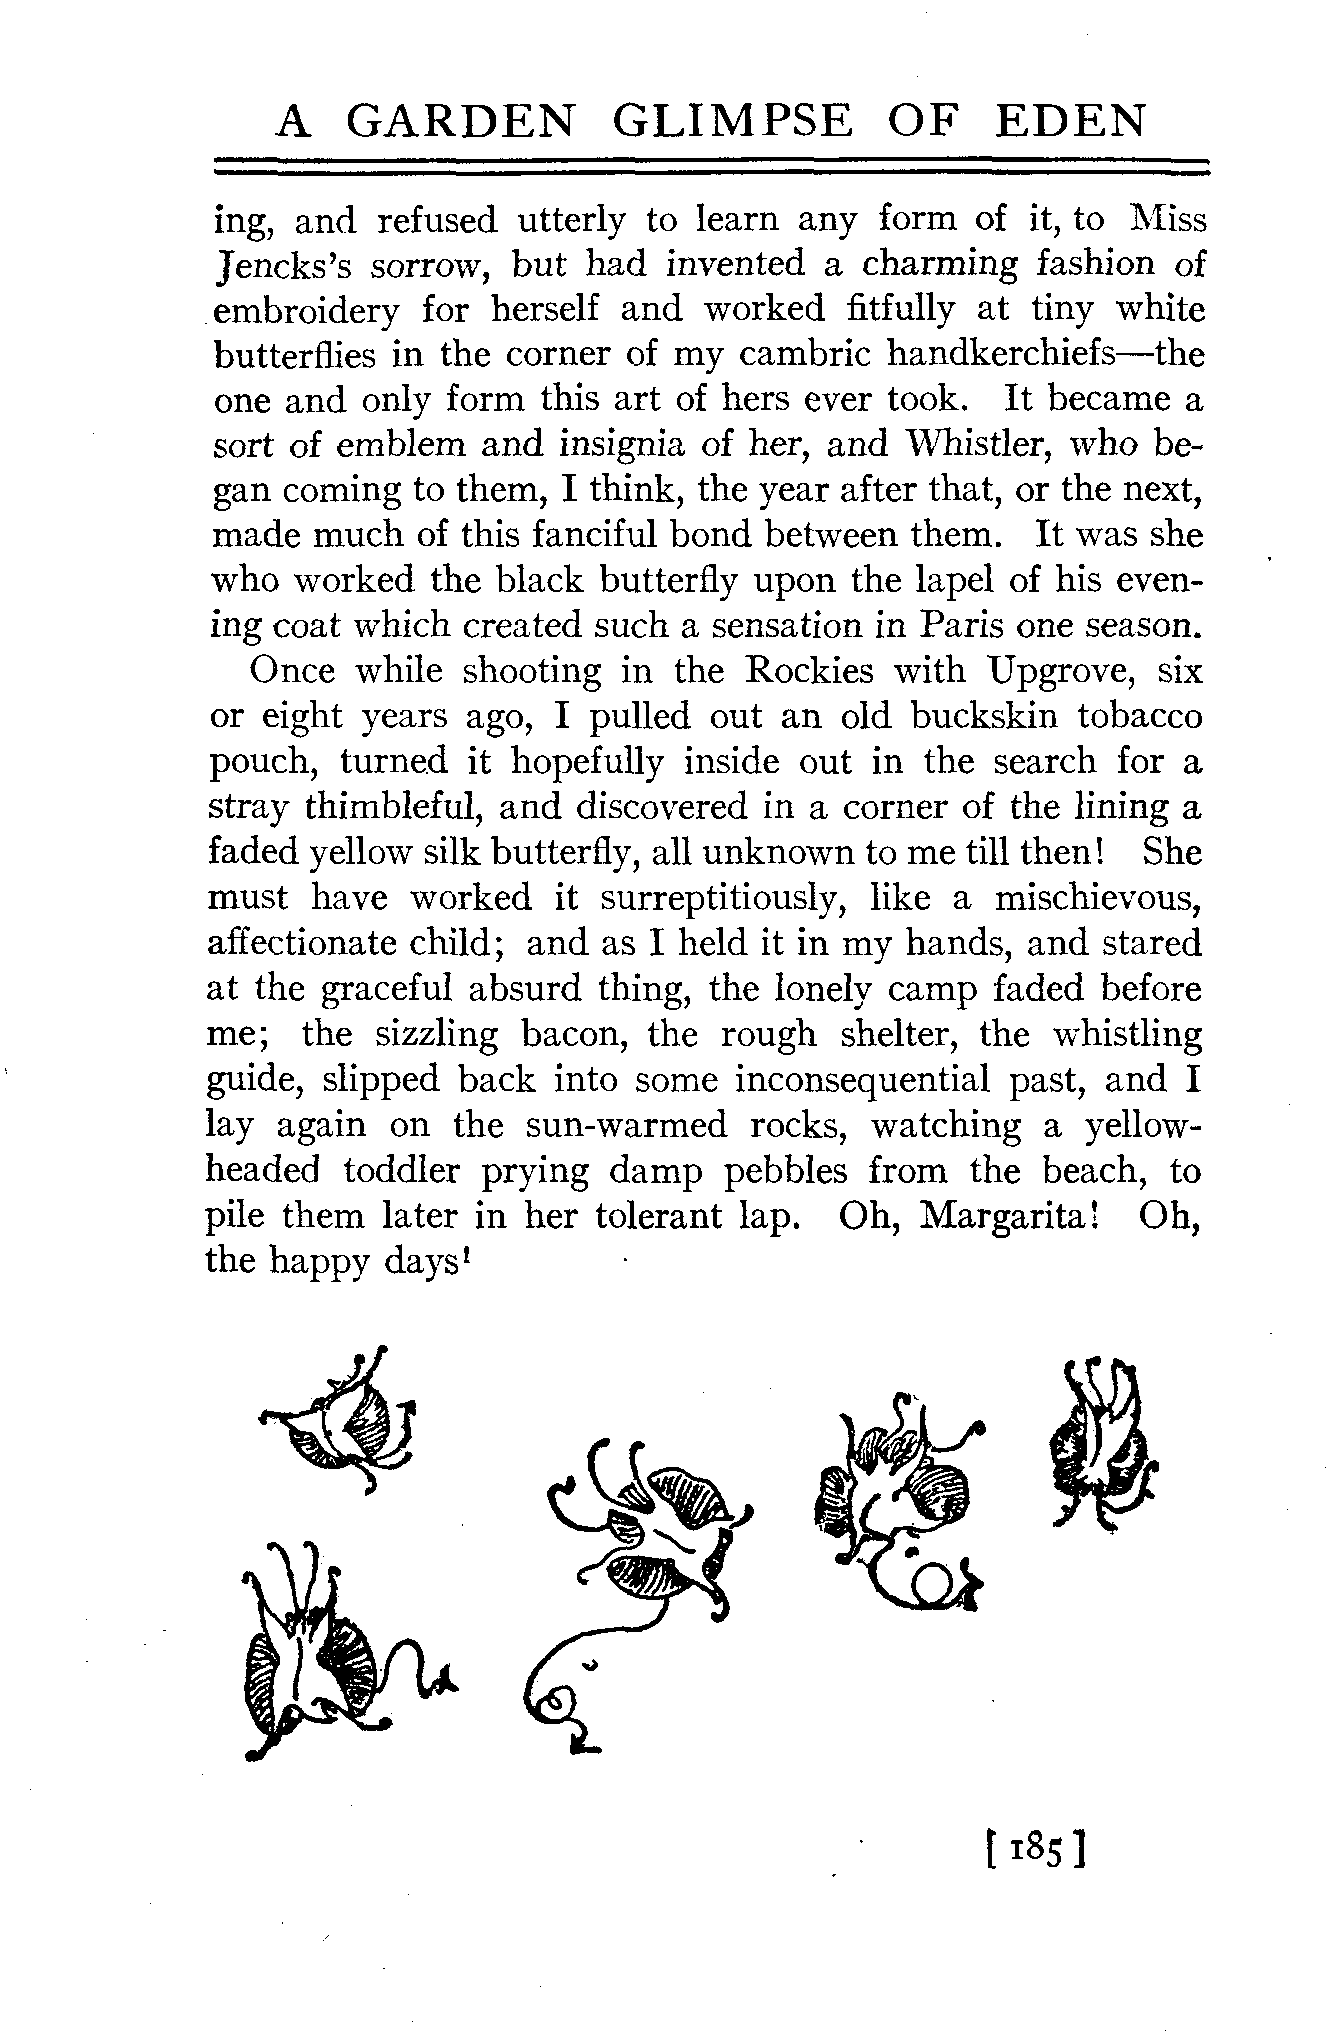 A GARDEN GLIMPSE OF EDEN
ing, and refused utterly to learn any form of it, to Miss
Jencks's sorrow, but had invented a charming fashion of
embroidery for herself and worked fitfully at tiny white
butterflies in the corner of my cambric handkerchiefs—the
one and only form this art of hers ever took. It became a
sort of emblem and insignia of her, and Whistler, who be-
gan coming to them, I think, the year after that, or the next,
made much of this fanciful bond between them. It was she
who worked the black butterfly upon the lapel of his even-
ing coat which created such a sensation in Paris one season.
Once while shooting in the Rockies with Upgrove, six
or eight years ago, I pulled out an old buckskin tobacco
pouch, turned it hopefully inside out in the search for a
stray thimbleful, and discovered in a corner of the lining a
faded yellow silk butterfly, all unknown to me till then! She
must have worked it surreptitiously, like a mischievous,
affectionate child; and as I held it in my hands, and stared
at the graceful absurd thing, the lonely camp faded before
me; the sizzling bacon, the rough shelter, the whistling
guide, slipped back into some inconsequential past, and I
lay again on the sun-warmed rocks, watching a yellow-
headed toddler prying damp pebbles from the beach, to
pile them later in her tolerant lap. Oh, Margarita! Oh,
the happy days!
[ 185 ]